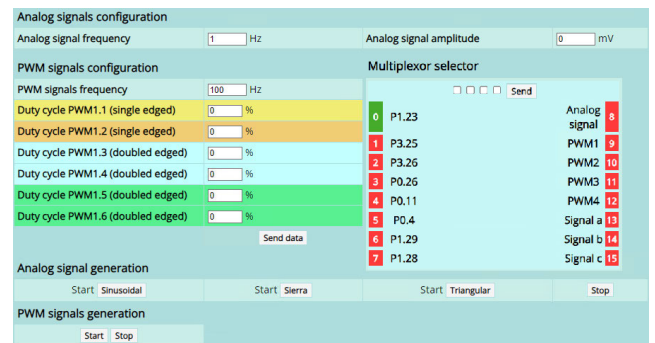 Analog signals configuration
Analog signal frequency 1 Hz Analog signal amplitude 0 mV
PWM signals configuration Multiplexor selector
PWM signals frequency 100 Hz Send
Duty cycle PWM1.1 (single edged) 0 %
0 P1.23 Analog signal 8
Duty cycle PWM1.2 (single edged) 0 %
1 P3.25 PWM1 9
Duty cycle PWM1.3 (doubled edged) 0 %
2 P3.26 PWM2 10
Duty cycle PWM1.4 (doubled edged) 0 %
3 P0.26 PWM3 11
Duty cycle PWM1.5 (doubled edged) 0 %
4 P0.11 PWM4 12
Duty cycle PWM1.6 (doubled edged) 0 %
5 P0.4 Signal a 13
Send data
6 P1.29 Signal b 14
7 P1.28 Signal c 15
Analog signal generation
Start Sinusoidal Start Sierra Start Triangular Stop
PWM signals generation
Start Stop